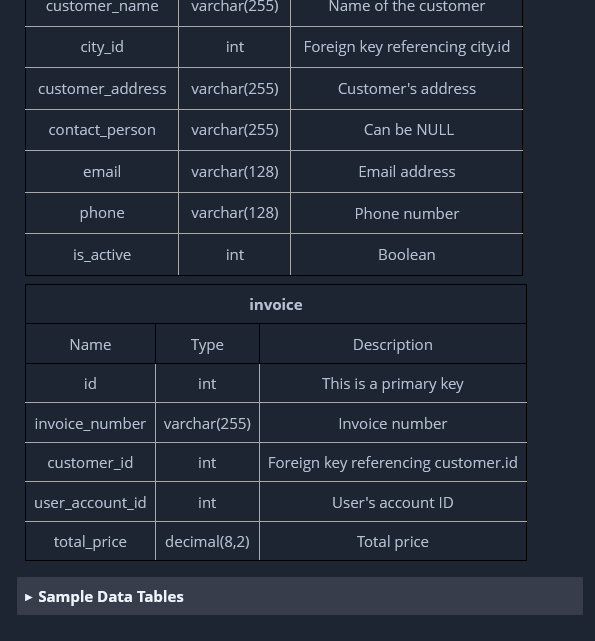 customer_name varchar(255) Name of the customer
city_id int Foreign key referencing city.id
customer_address varchar(255) Customer's address
contact_person varchar(255) Can be NULL
email varchar(128) Email address
phone varchar(128) Phone number
is_active int Boolean
invoice
Name Type Description
id int This is a primary key
invoice_number varchar(255) Invoice number
customer_id int Foreign key referencing customer.id
user_account_id int User's account ID
total_price decimal(8,2) Total price
▸ Sample Data Tables